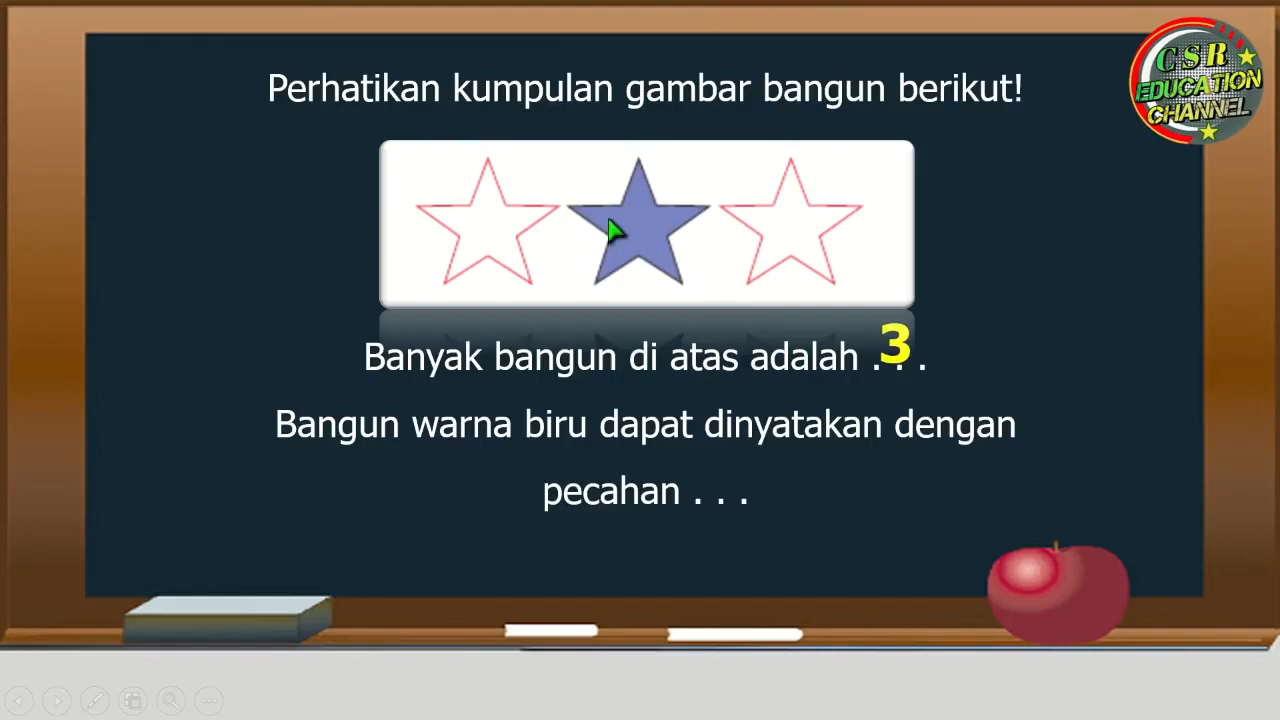 Perhatikan kumpulan gambar bangun berikut!
Banyak bangun di atas adalah . 3 .
Bangun warna biru dapat dinyatakan dengan
pecahan . . .
CSR
EDUCATION
CHANNEL